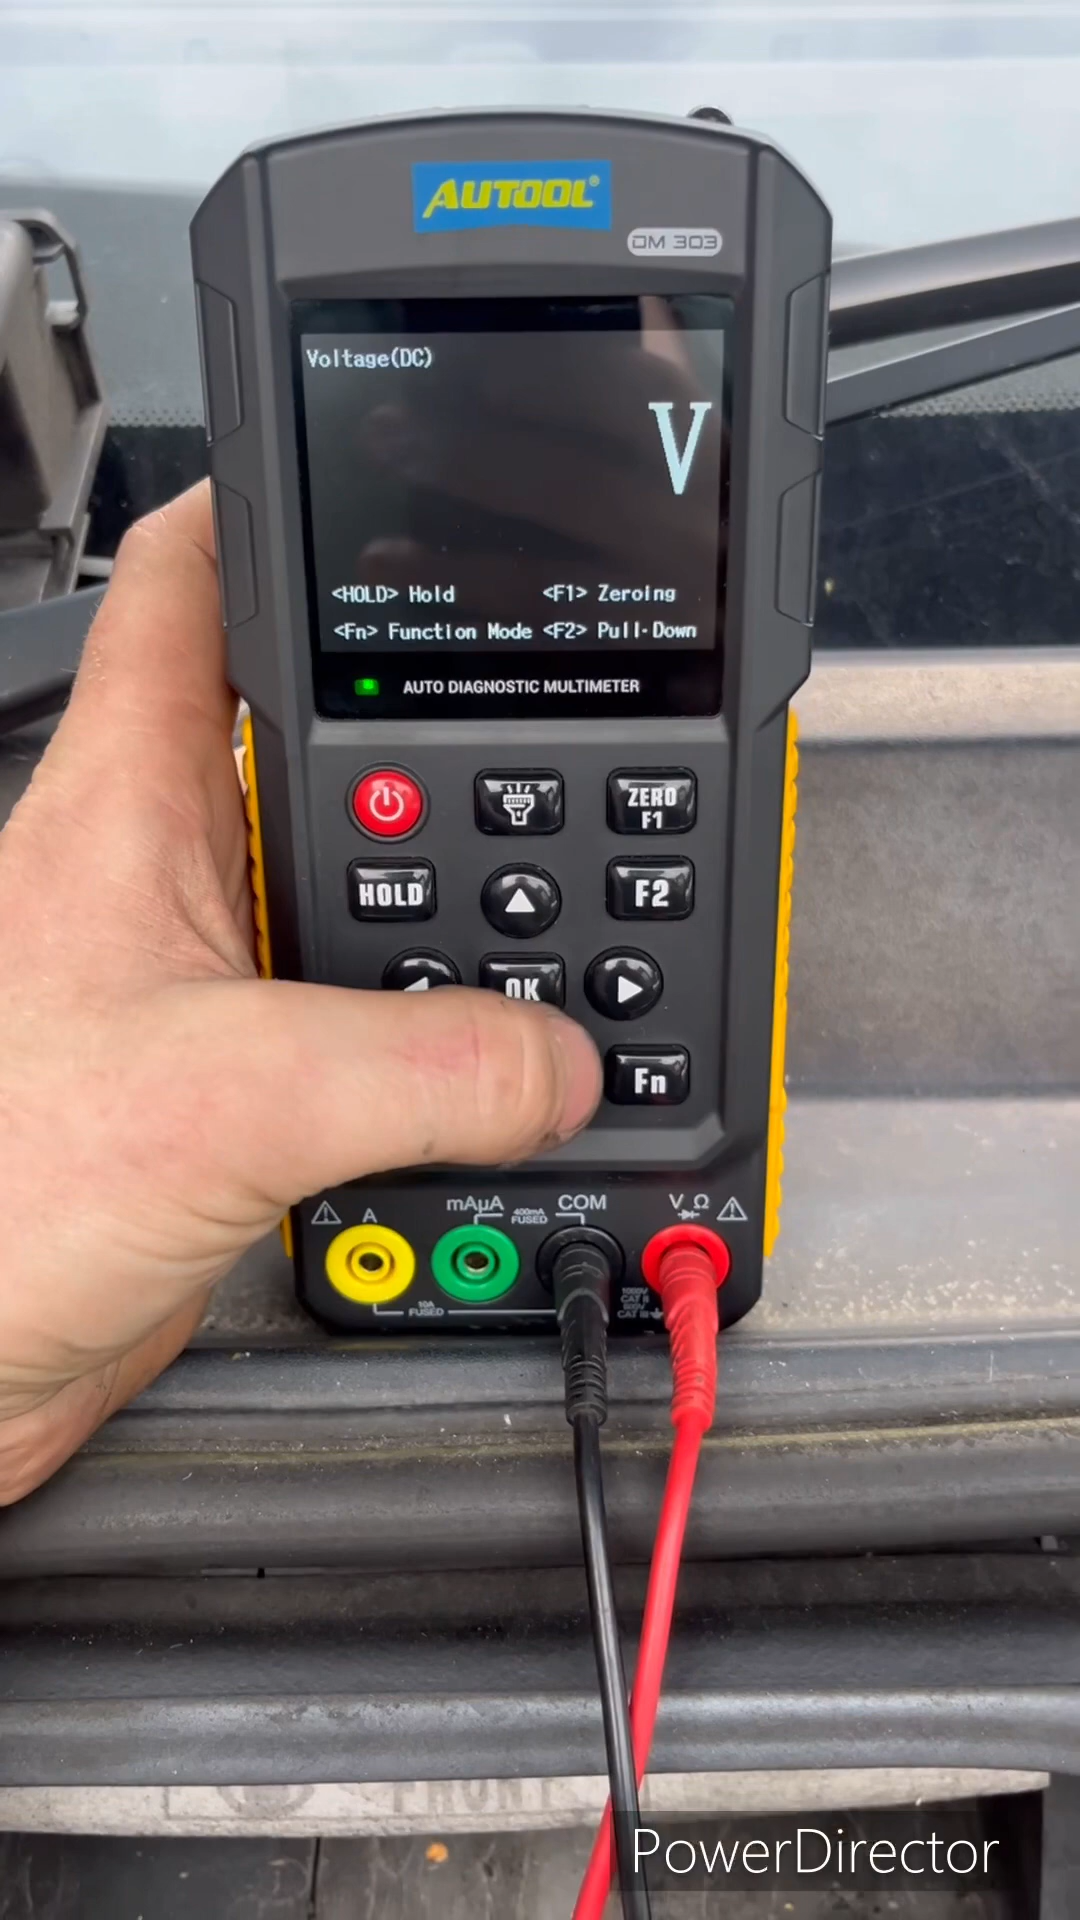 AUTOOL®
DM 303
Voltage(DC)
V
<HOLD> Hold <F1> Zeroing
<Fn> Function Mode <F2> Pull-Down
AUTO DIAGNOSTIC MULTIMETER
ZERO
F1
HOLD
F2
OK
Fn
A
mAµA
400mA
FUSED
COM
V Ω
10A
FUSED
1000V
CAT II
600V
CAT III
FRONT
PowerDirector